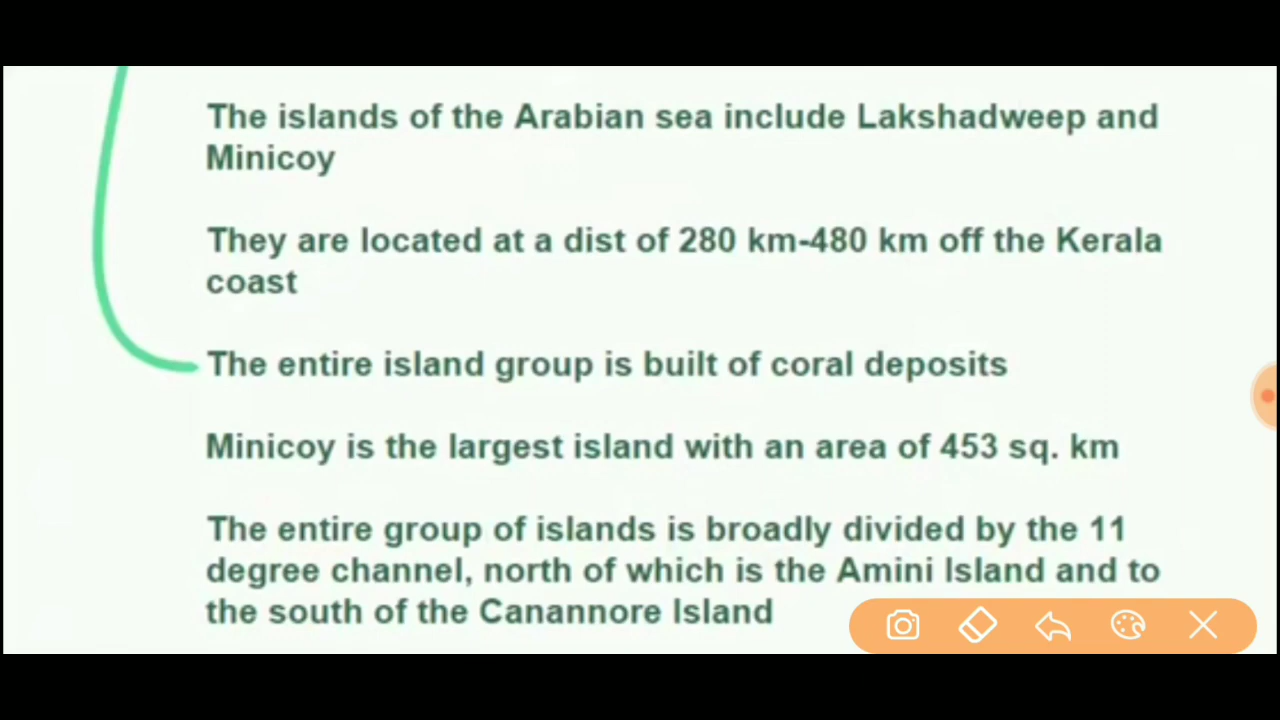 The islands of the Arabian sea include Lakshadweep and
Minicoy
They are located at a dist of 280 km-480 km off the Kerala
coast
The entire island group is built of coral deposits
Minicoy is the largest island with an area of 453 sq. km
The entire group of islands is broadly divided by the 11
degree channel, north of which is the Amini Island and to
the south of the Canannore Island